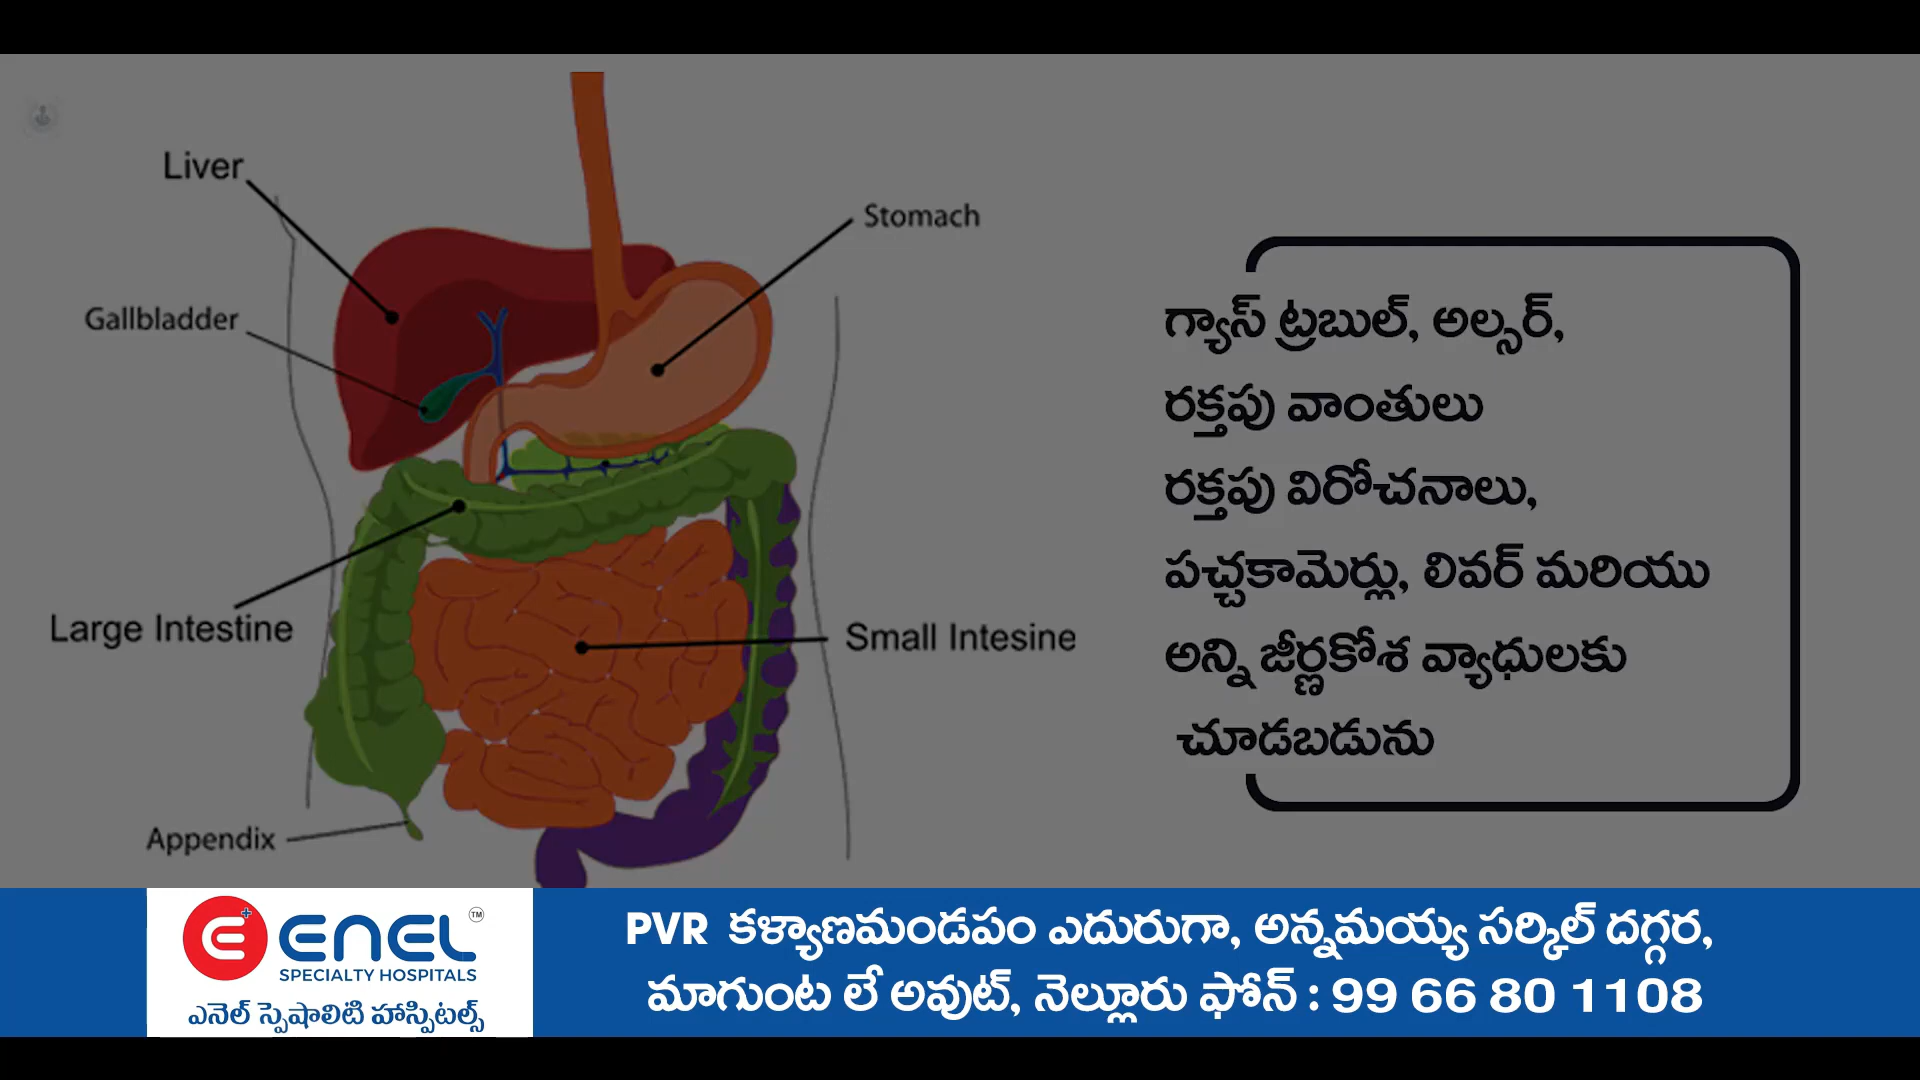 Liver
Stomach
Gallbladder
Large Intestine
Small Intesine
Appendix
గ్యాస్ ట్రబుల్, అల్సర్,
రక్తపు వాంతులు
రక్తపు విరోచనాలు,
పచ్చకామెర్లు, లివర్ మరియు
అన్ని జీర్ణకోశ వ్యాధులకు
చూడబడును
ENEL TM
SPECIALTY HOSPITALS
ఎనెల్ స్పెషాలిటి హాస్పిటల్స్
PVR కళ్యాణమండపం ఎదురుగా, అన్నమయ్య సర్కిల్ దగ్గర,
మాగుంట లే అవుట్, నెల్లూరు ఫోన్ : 99 66 80 1108